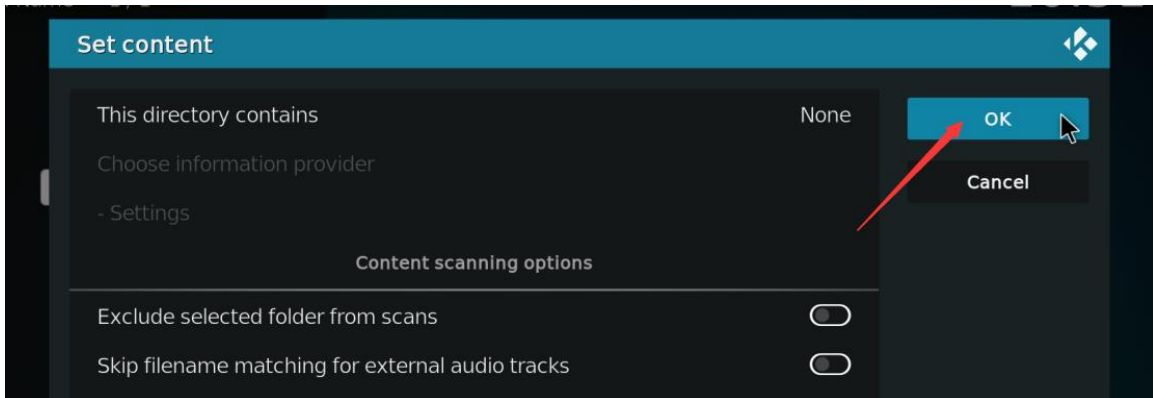 Set content
This directory contains None
OK
Choose information provider
Cancel
- Settings
Content scanning options
Exclude selected folder from scans
Skip filename matching for external audio tracks